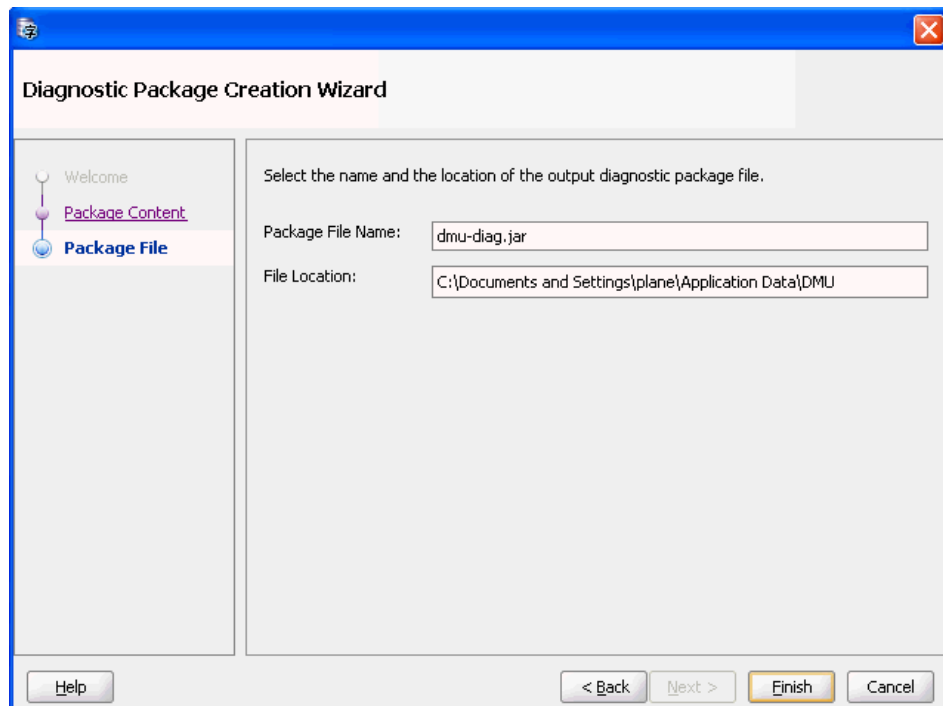 Diagnostic Package Creation Wizard
Welcome
Package Content
Package File
Select the name and the location of the output diagnostic package file.
Package File Name:
dmu-diag.jar
File Location:
C:\Documents and Settings\plane\Application Data\DMU
Help
< Back
Next >
Finish
Cancel